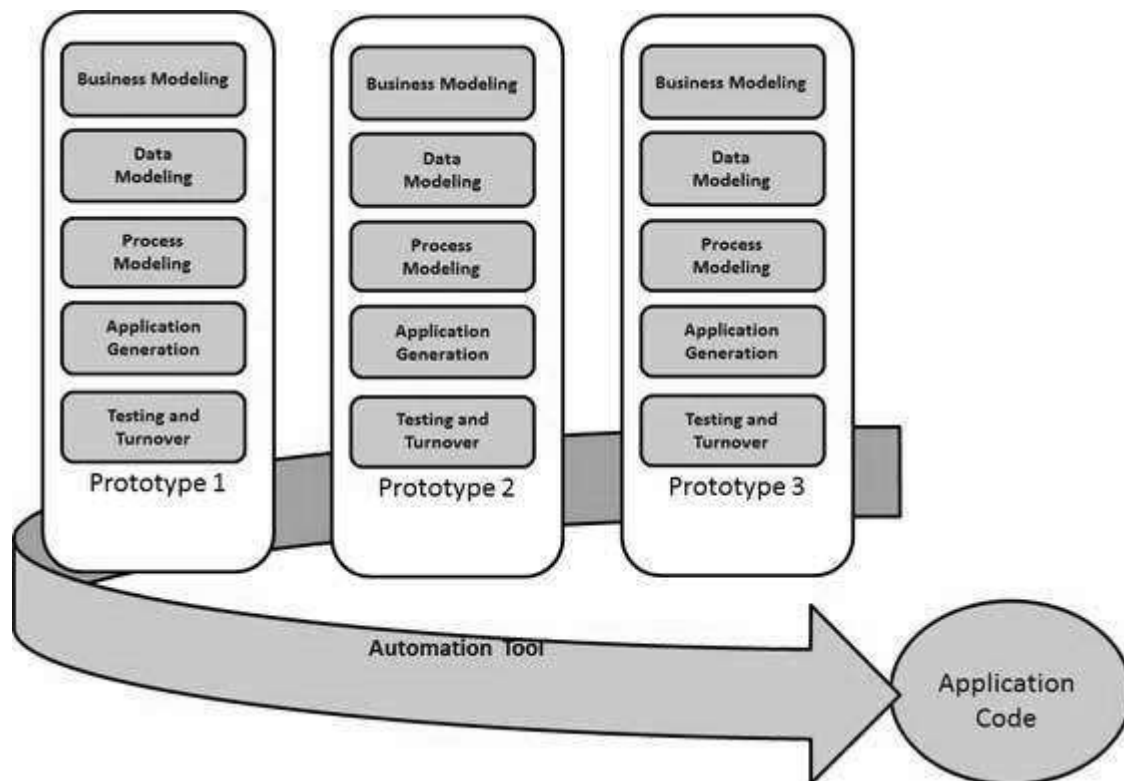 Business Modeling
Data
Modeling
Process
Modeling
Application
Generation
Testing and
Turnover
Prototype 1
Business Modeling
Data
Modeling
Process
Modeling
Application
Generation
Testing and
Turnover
Prototype 2
Business Modeling
Data
Modeling
Process
Modeling
Application
Generation
Testing and
Turnover
Prototype 3
Automation Tool
Application
Code